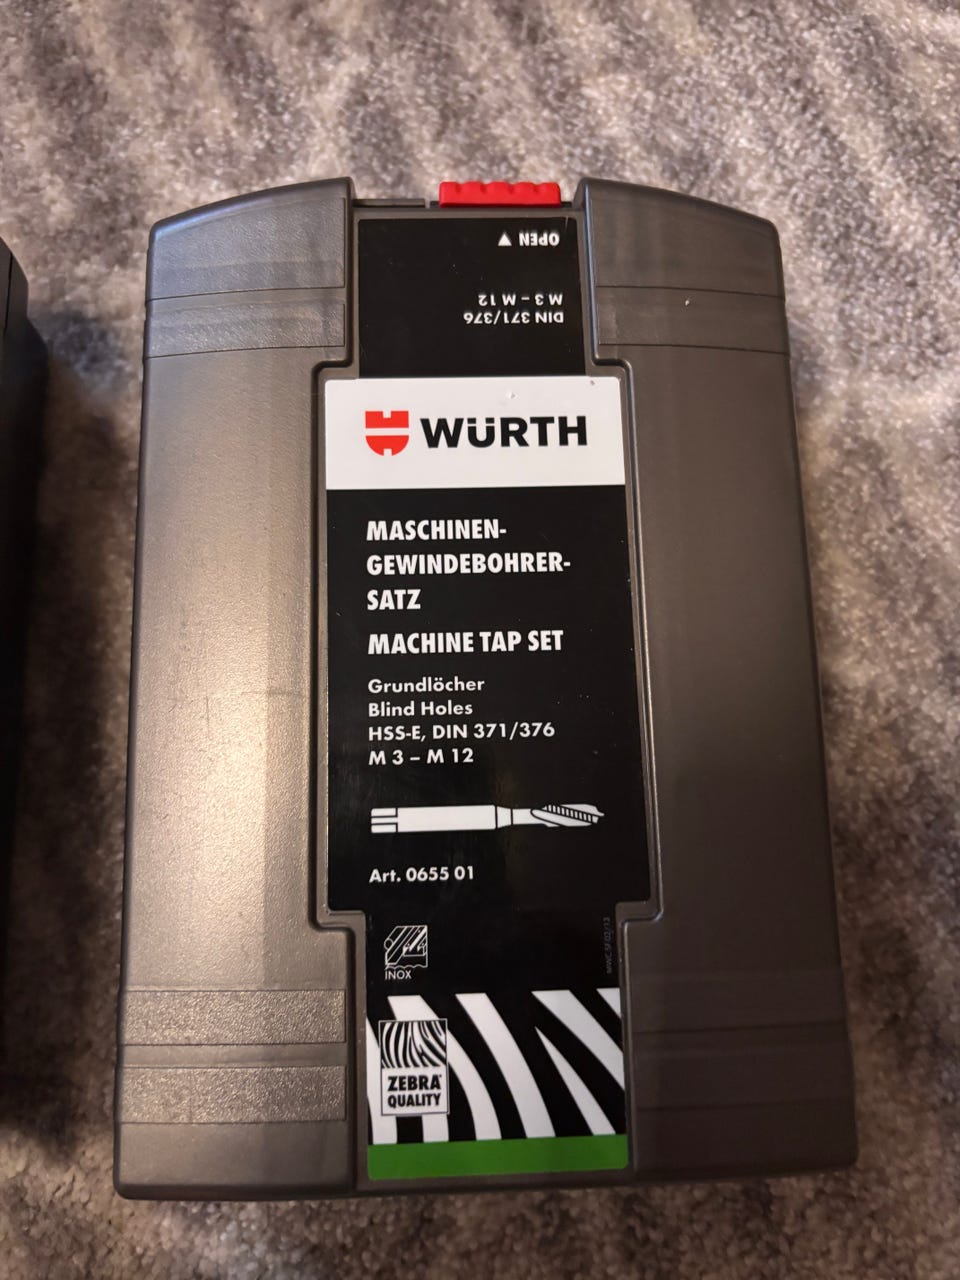 OPEN
M 3 – M 12
DIN 371/376
WÜRTH
MASCHINEN-
GEWINDEBOHRER-
SATZ
MACHINE TAP SET
Grundlöcher
Blind Holes
HSS-E, DIN 371/376
M 3 – M 12
Art. 0655 01
INOX
ZEBRA®
QUALITY